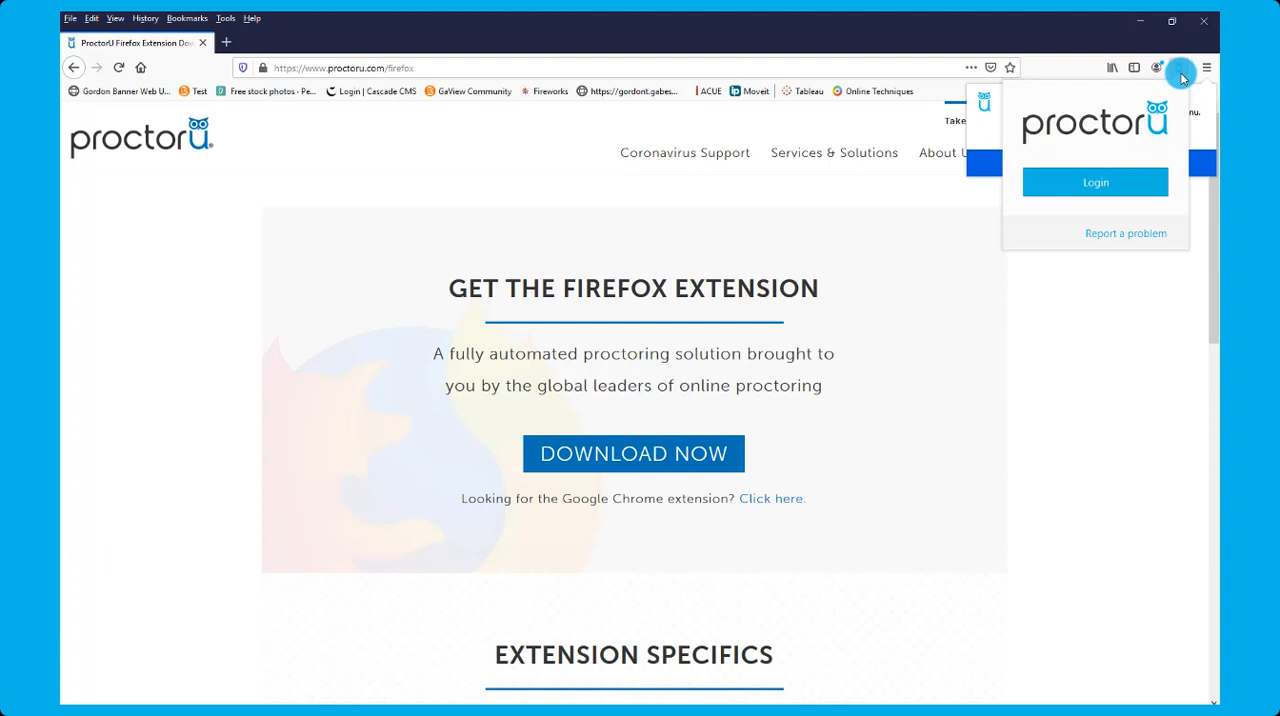 File Edit View History Bookmarks Tools Help
ProctorU Firefox Extension Dow
https://www.proctoru.com/firefox
Gordon Banner Web U... Test Free stock photos - Pe... Login | Cascade CMS GaView Community Fireworks https://gordont.gabes... ACUE Moveit Tableau Online Techniques
proctoru
Take
nu.
Coronavirus Support Services & Solutions About U
proctoru
Login
Report a problem
GET THE FIREFOX EXTENSION
A fully automated proctoring solution brought to
you by the global leaders of online proctoring
DOWNLOAD NOW
Looking for the Google Chrome extension? Click here.
EXTENSION SPECIFICS